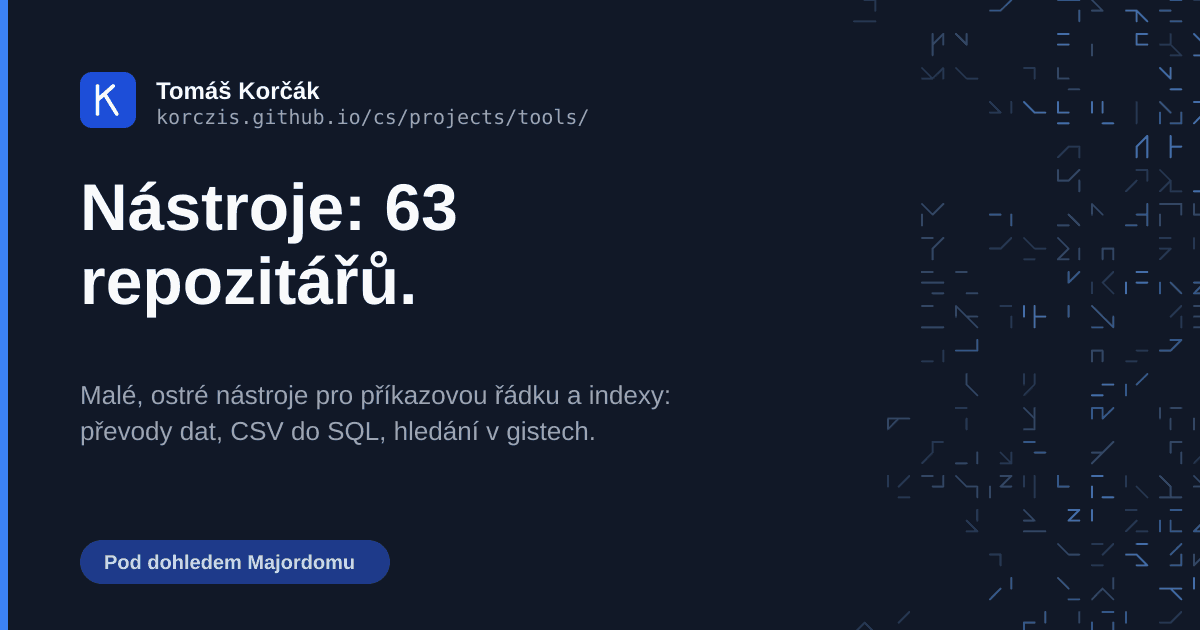 Tomáš Korčák
korczis.github.io/cs/projects/tools/
Nástroje: 63
repozitářů.
Malé, ostré nástroje pro příkazovou řádku a indexy:
převody dat, CSV do SQL, hledání v gistech.
Pod dohledem Majordomu